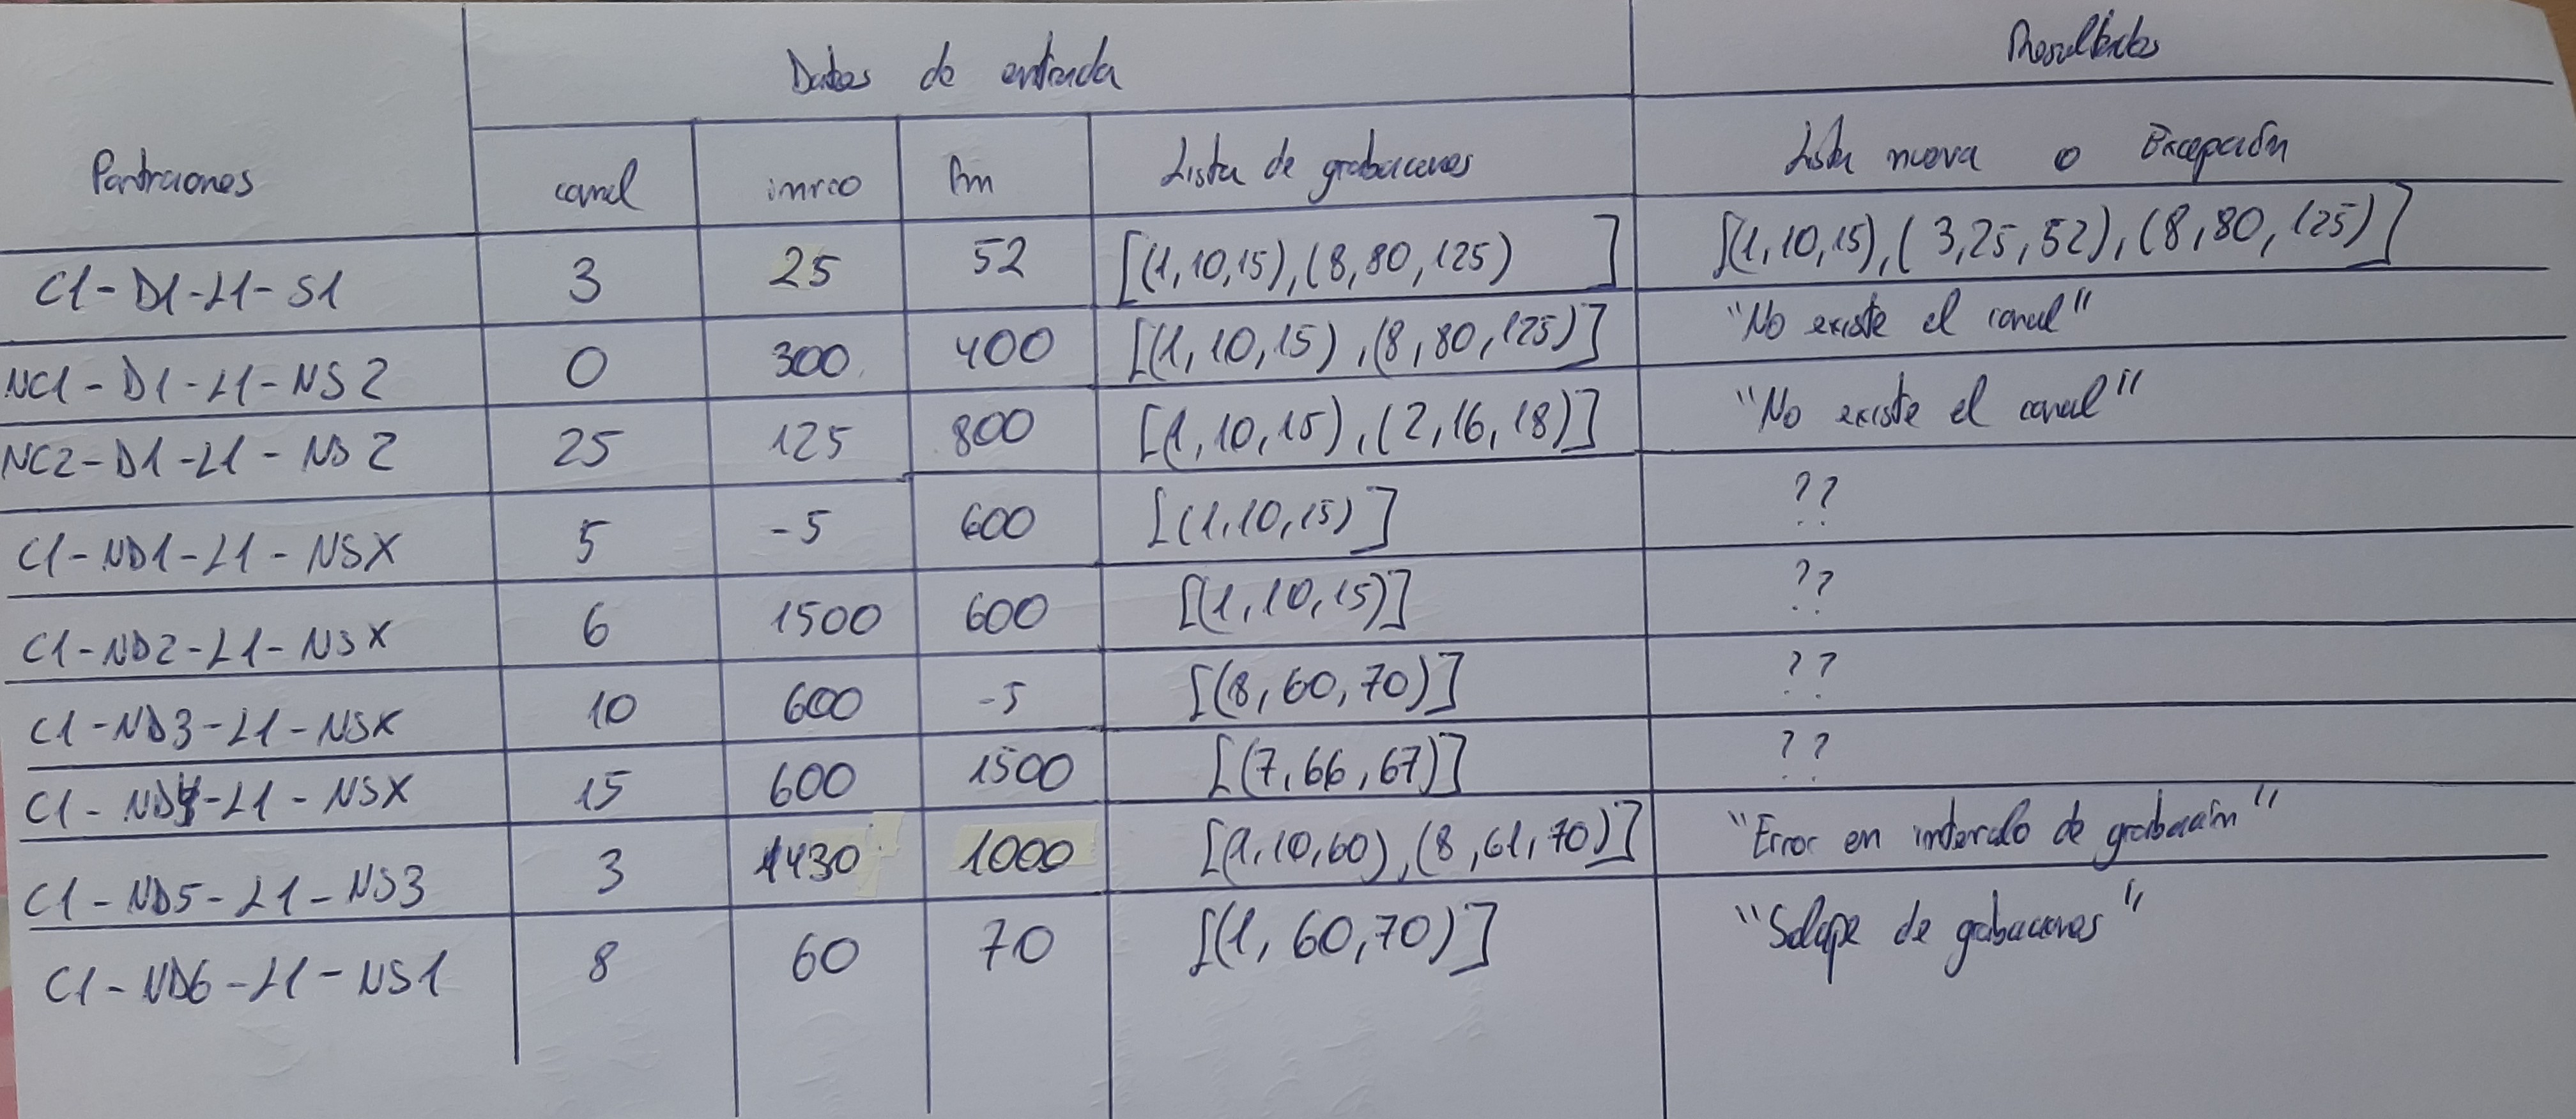 Datos de entrada Resultados
Particiones canal inicio fin Lista de grabaciones Lista nueva o Excepción
C1-D1-L1-S1 3 25 52 [(1,10,15),(8,80,125) ] [(1,10,15),(3,25,52),(8,80,125)]
NC1-D1-L1-NS2 0 300 400 [(1,10,15),(8,80,125)] "No existe el canal"
NC2-D1-L1-NS2 25 125 800 [(1,10,15),(2,16,18)] "No existe el canal"
C1-ND1-L1-NSX 5 -5 600 [(1,10,15)] ??
C1-ND2-L1-NSX 6 1500 600 [(1,10,15)] ??
C1-ND3-L1-NSX 10 600 -5 [(8,60,70)] ??
C1-ND4-L1-NSX 15 600 1500 [(7,66,67)] ??
C1-ND5-L1-NS3 3 1430 1000 [(1,10,60),(8,61,70)] "Error en intervalo de grabación"
C1-ND6-L1-NS1 8 60 70 [(1,60,70)] "Solape de grabaciones"